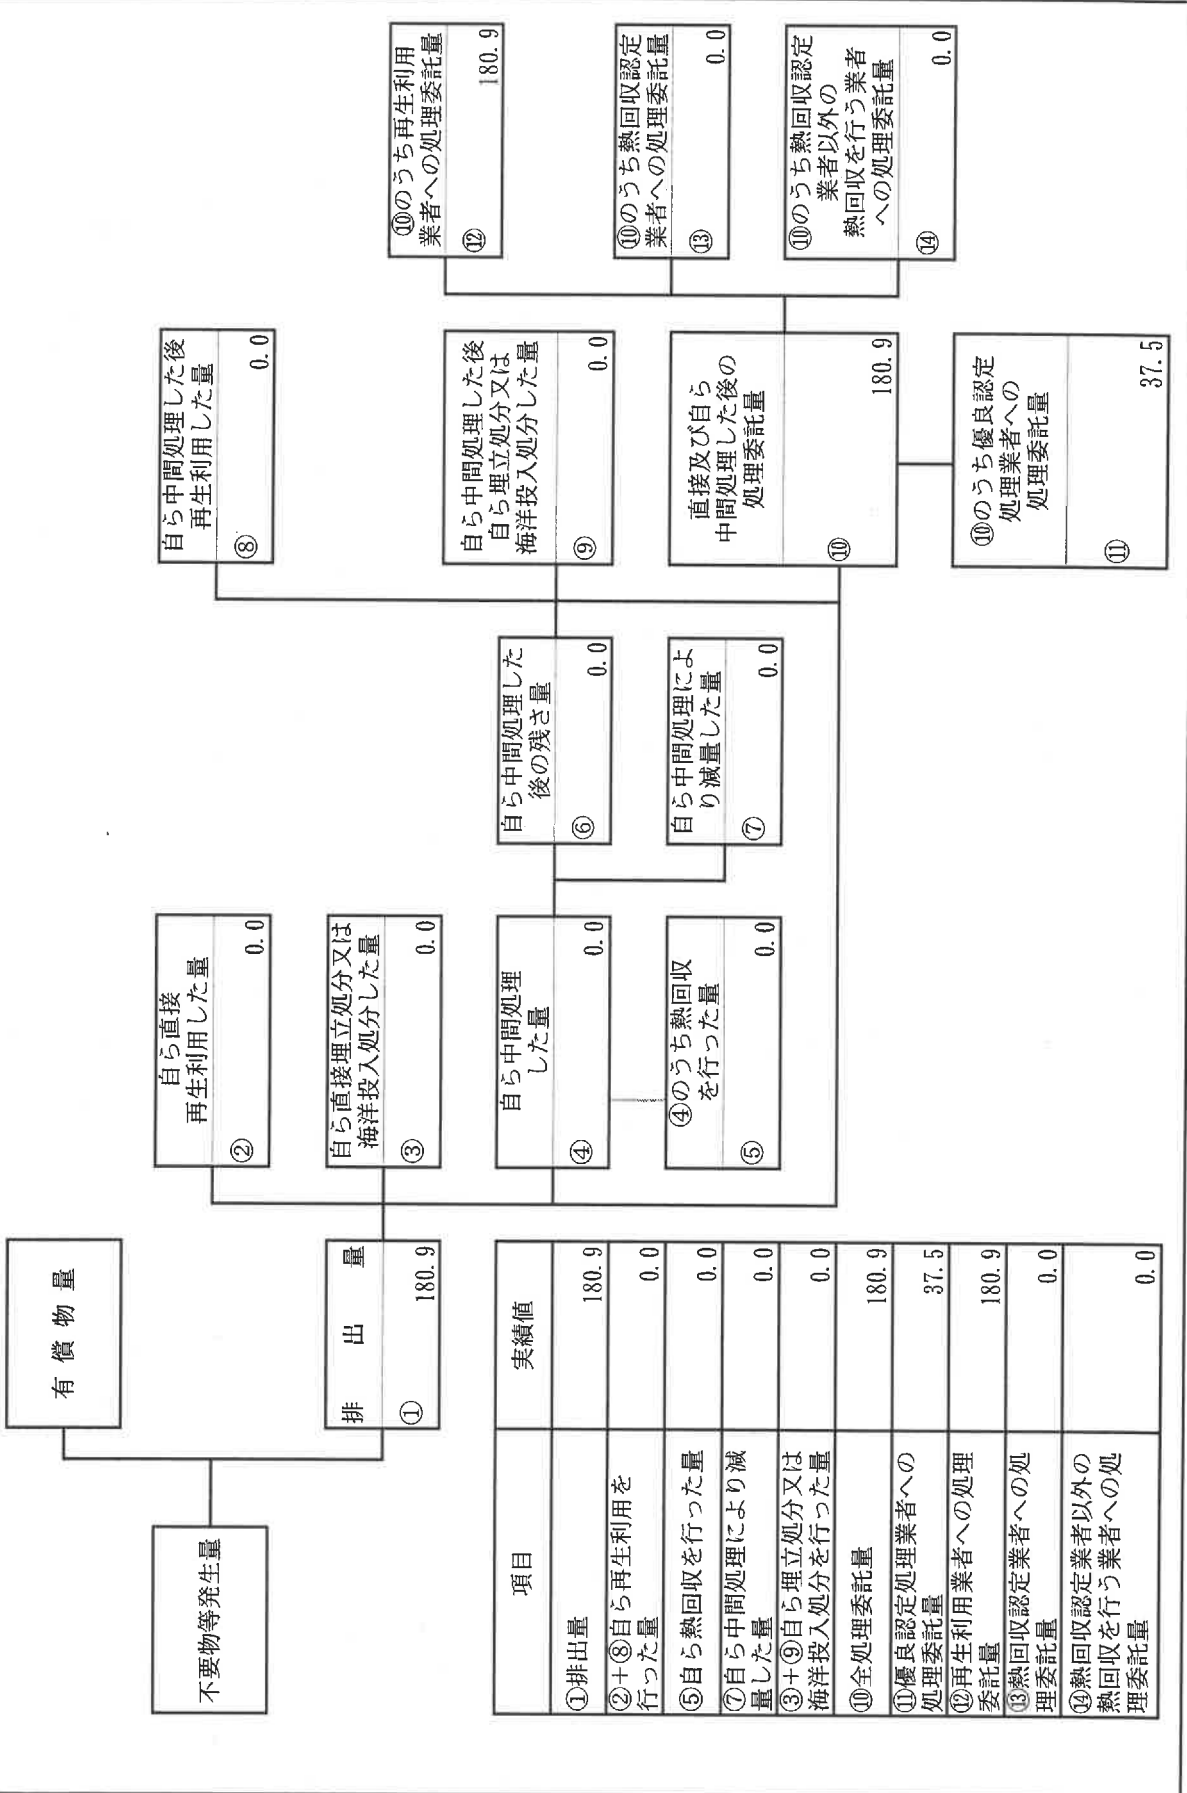 不要物等発生量
有償物量
排出量
① 180.9
自ら直接
再生利用した量
② 0.0
自ら直接埋立処分又は
海洋投入処分した量
③ 0.0
自ら中間処理
した量
④ 0.0
④のうち熱回収
を行った量
⑤ 0.0
自ら中間処理した
後の残さ量
⑥ 0.0
自ら中間処理によ
り減量した量
⑦ 0.0
自ら中間処理した後
再生利用した量
⑧ 0.0
自ら中間処理した後
自ら埋立処分又は
海洋投入処分した量
⑨ 0.0
直接及び自ら
中間処理した後の
処理委託量
⑩ 180.9
⑩のうち優良認定
処理業者への
処理委託量
⑪ 37.5
⑩のうち再生利用
業者への処理委託量
⑫ 180.9
⑩のうち熱回収認定
業者への処理委託量
⑬ 0.0
⑩のうち熱回収認定
業者以外の
熱回収を行う業者
への処理委託量
⑭ 0.0
項目 実績値
①排出量 180.9
②+⑧自ら再生利用を
行った量 0.0
⑤自ら熱回収を行った量 0.0
⑦自ら中間処理により減
量した量 0.0
③+⑨自ら埋立処分又は
海洋投入処分を行った量 0.0
⑩全処理委託量 180.9
⑪優良認定処理業者への
処理委託量 37.5
⑫再生利用業者への処理
委託量 180.9
⑬熱回収認定業者への処
理委託量 0.0
⑭熱回収認定業者以外の
熱回収を行う業者への処
理委託量 0.0